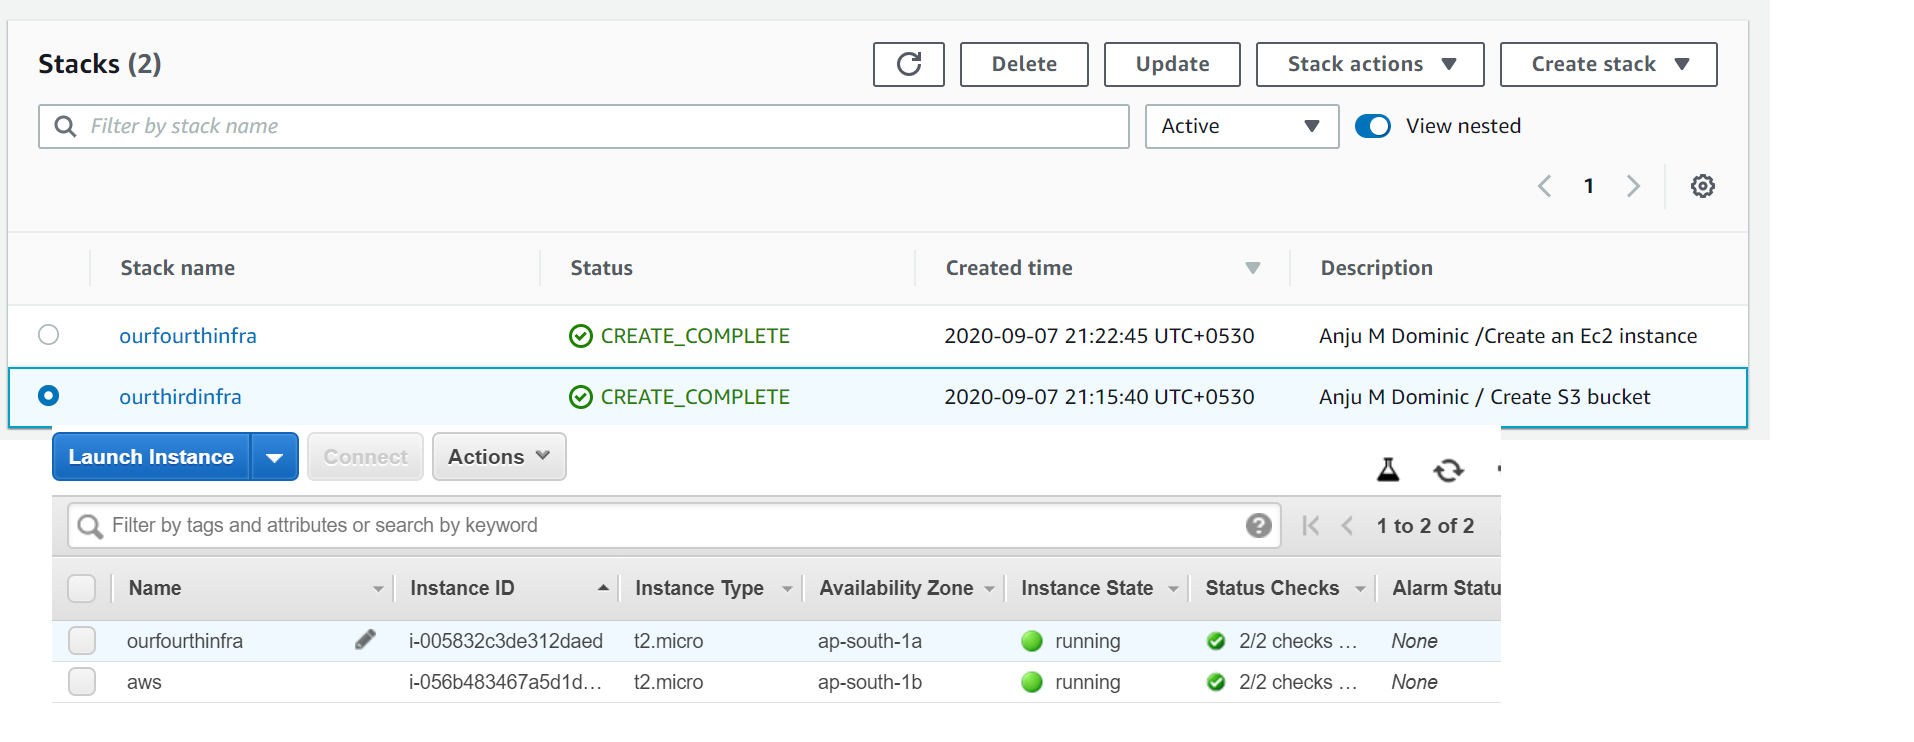 Stacks (2) Delete Update Stack actions Create stack
Filter by stack name Active View nested
1
Stack name Status Created time Description
ourfourthinfra CREATE_COMPLETE 2020-09-07 21:22:45 UTC+0530 Anju M Dominic /Create an Ec2 instance
ourthirdinfra CREATE_COMPLETE 2020-09-07 21:15:40 UTC+0530 Anju M Dominic / Create S3 bucket
Launch Instance Connect Actions
Filter by tags and attributes or search by keyword ? 1 to 2 of 2
Name Instance ID Instance Type Availability Zone Instance State Status Checks Alarm Statu
ourfourthinfra i-005832c3de312daed t2.micro ap-south-1a running 2/2 checks ... None
aws i-056b483467a5d1d... t2.micro ap-south-1b running 2/2 checks ... None